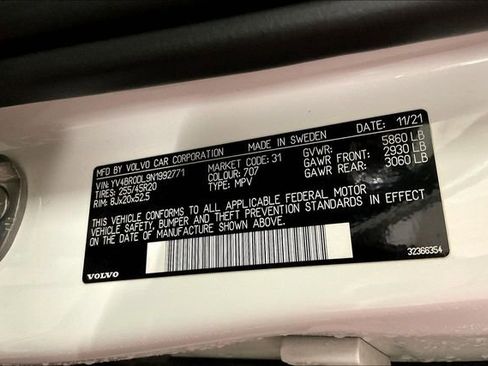 MFD BY VOLVO CAR CORPORATION MADE IN SWEDEN DATE: 11/21
VIN: YV4BR0DL9N1992771 MARKET CODE: 31 GVWR: 5860 LB
TIRES: 255/45R20 COLOUR: 707 GAWR FRONT: 2930 LB
RIM: 8Jx20x52.5 TYPE: MPV GAWR REAR: 3060 LB
THIS VEHICLE CONFORMS TO ALL APPLICABLE FEDERAL MOTOR
VEHICLE SAFETY, BUMPER AND THEFT PREVENTION STANDARDS IN EFFECT
ON THE DATE OF MANUFACTURE SHOWN ABOVE.
VOLVO 32366354